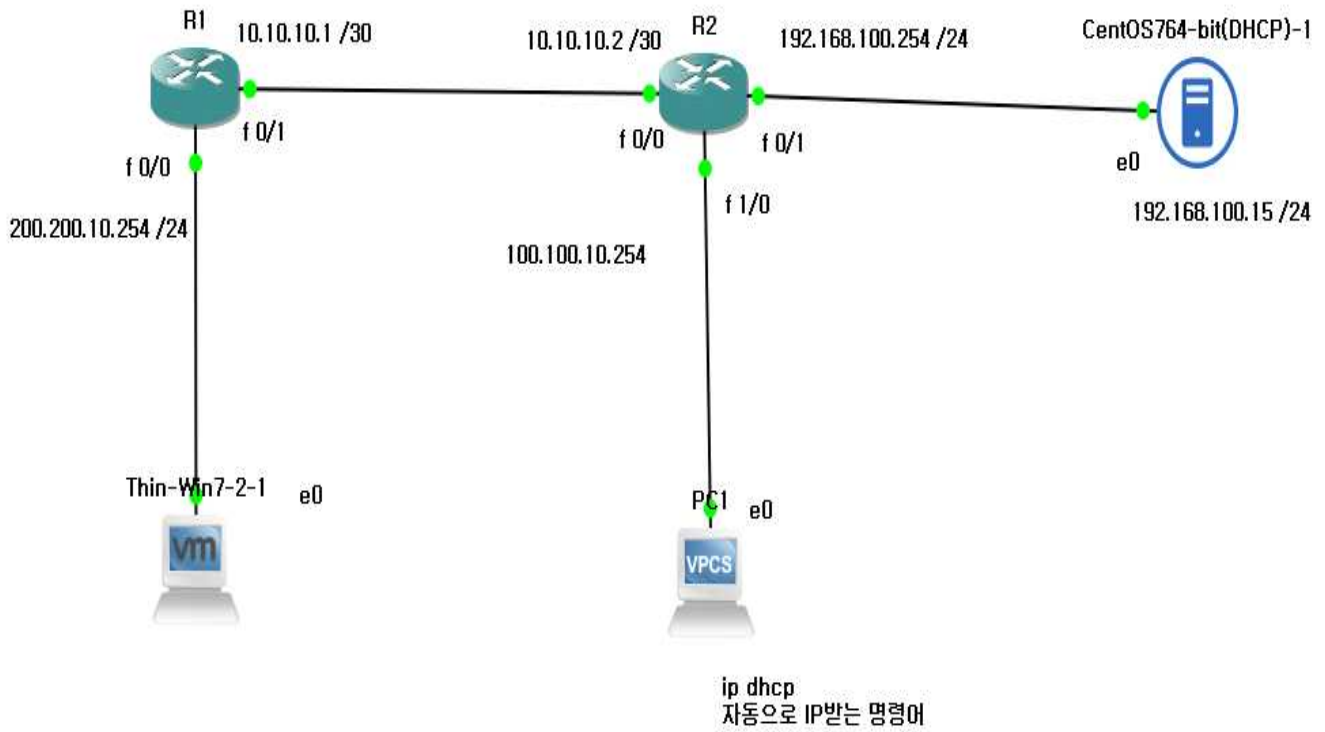 R1
10.10.10.1 /30
10.10.10.2 /30
R2
192.168.100.254 /24
CentOS764-bit(DHCP)-1
f 0/1
f 0/0
f 0/0
f 0/1
e0
f 1/0
192.168.100.15 /24
200.200.10.254 /24
100.100.10.254
Thin-Win7-2-1
e0
PC1
e0
vm
VPCS
ip dhcp
자동으로 IP받는 명령어